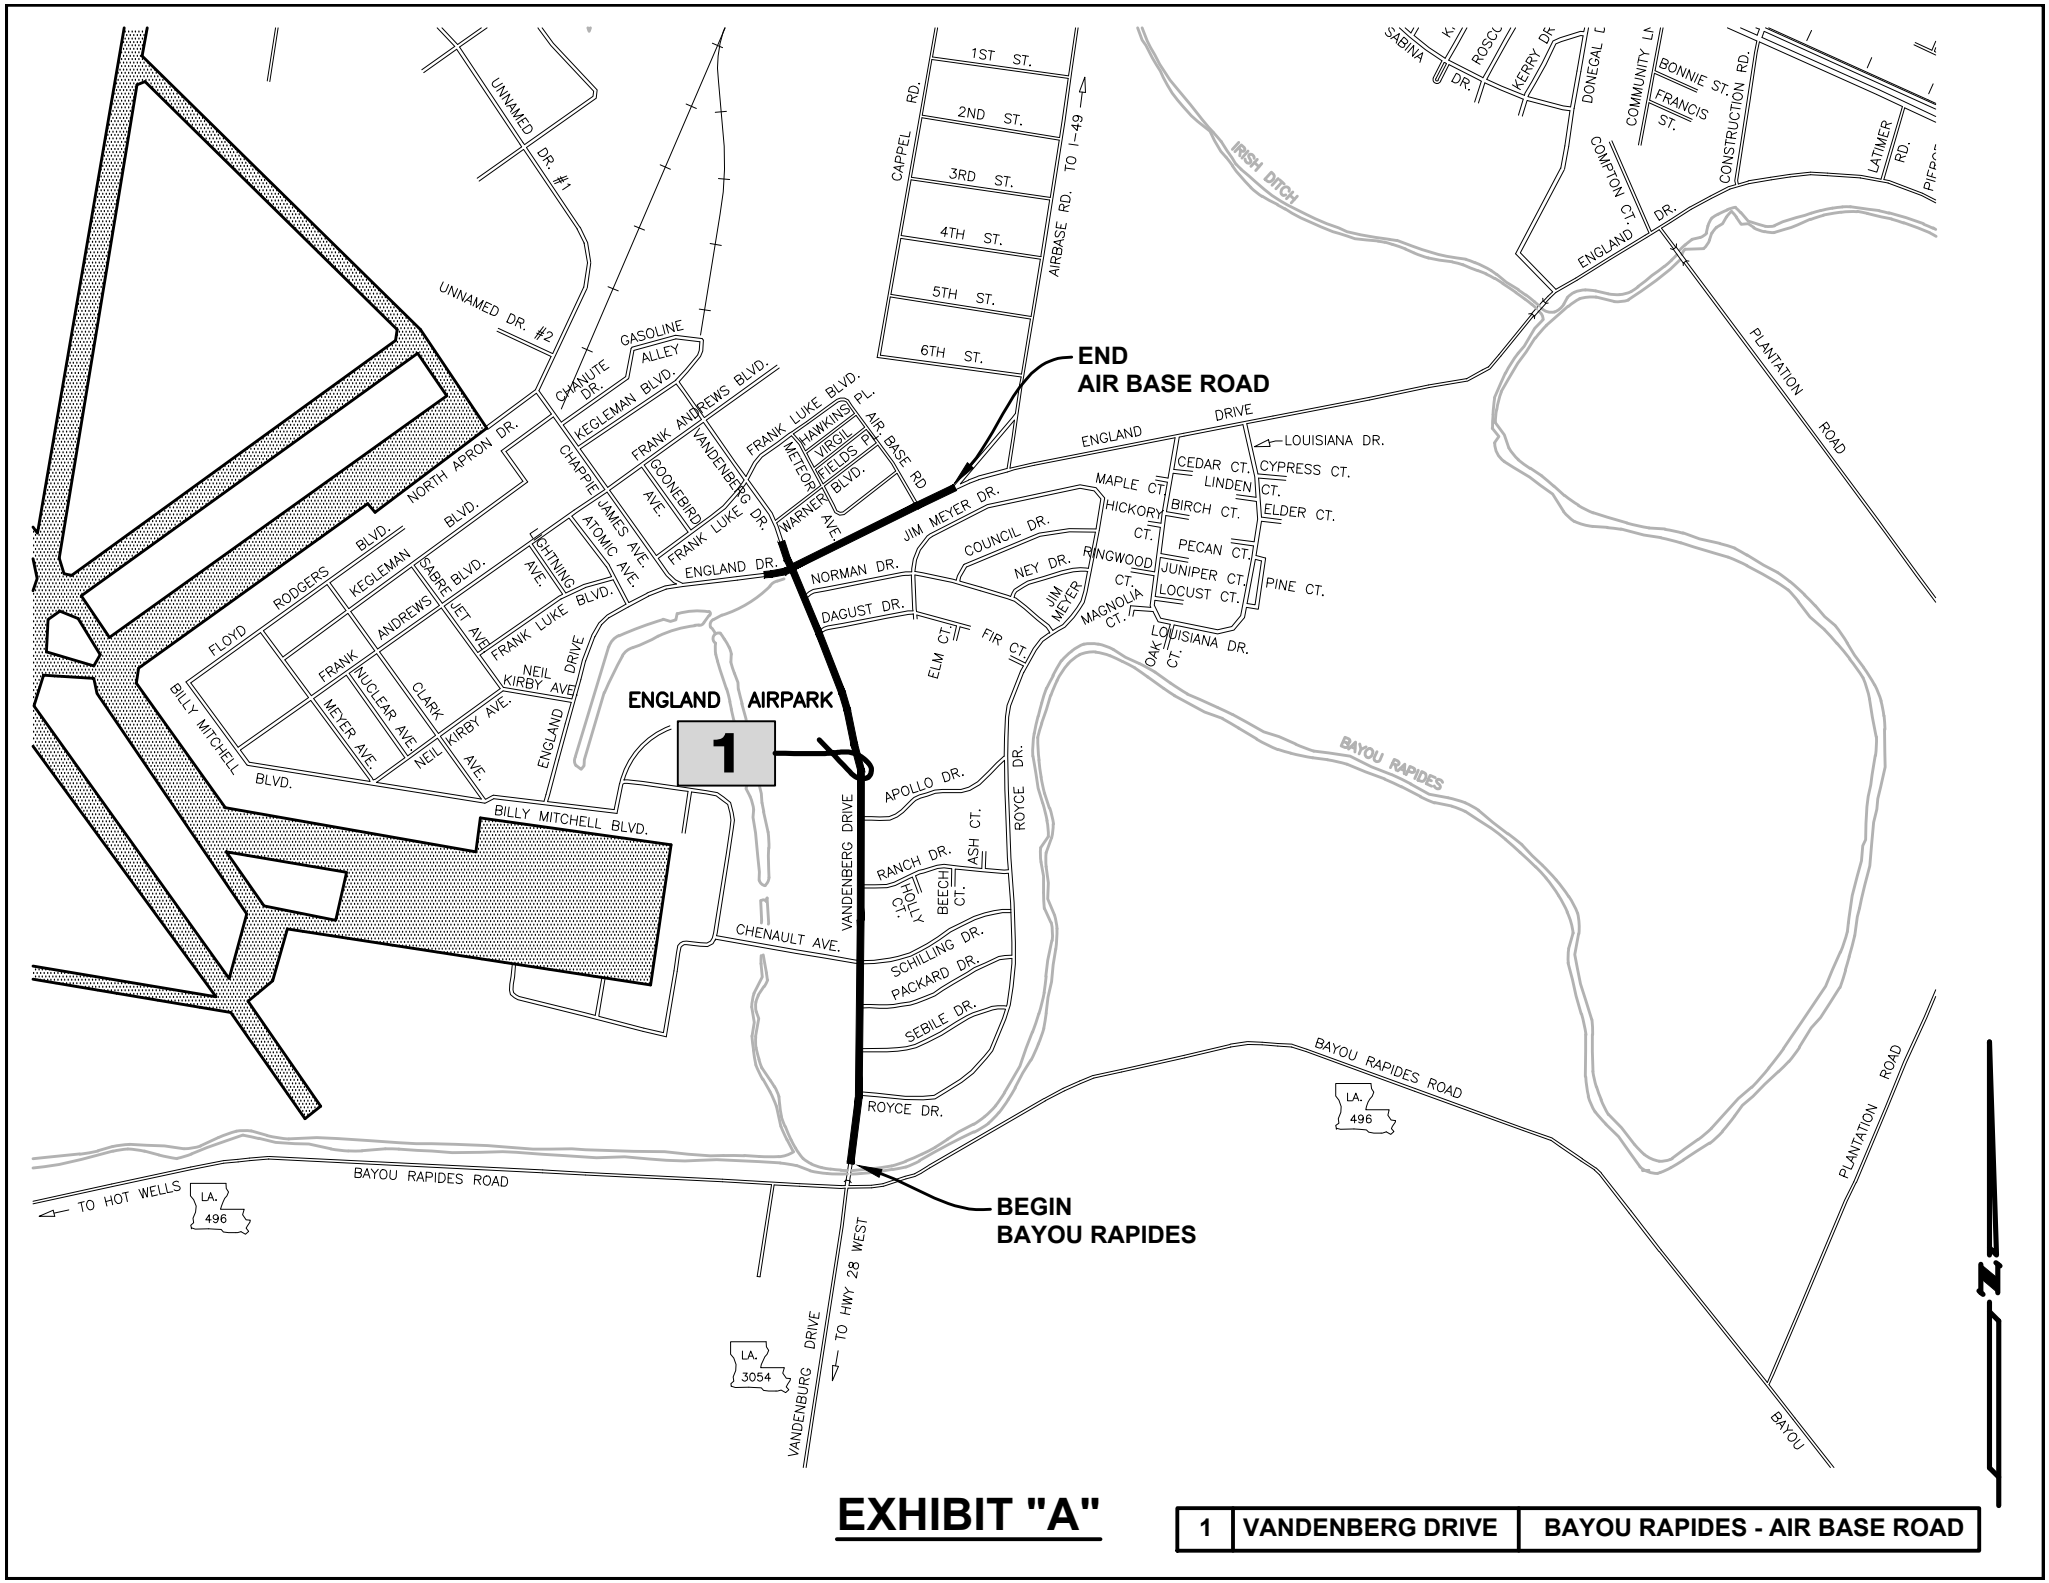 1ST ST.
2ND ST.
3RD ST.
4TH ST.
5TH ST.
6TH ST.
CAPPEL RD.
AIRBASE RD. TO I-49
SABINA DR.
KERRY DR
DONEGAL
COMMUNITY LN
BONNIE ST.
FRANCIS ST.
CONSTRUCTION RD.
LATIMER RD.
COMPTON CT.
ENGLAND DR.
IRISH DITCH
PLANTATION ROAD
UNNAMED DR. #1
UNNAMED DR. #2
GASOLINE ALLEY
CHANUTE DR.
KEGLEMAN BLVD.
FRANK ANDREWS BLVD.
FRANK LUKE BLVD.
HAWKINS PL.
VIRGIL
FIELDS PL.
METEOR AVE.
WARNER BLVD.
AIR BASE RD
VANDENBERG DR.
GOONEBIRD AVE.
FRANK LUKE
CHAPPIE JAMES AVE.
ATOMIC AVE.
LIGHTNING AVE.
NORTH APRON DR.
FLOYD RODGERS BLVD.
KEGLEMAN BLVD.
SABRE JET AVE
FRANK ANDREWS BLVD.
FRANK LUKE BLVD.
ENGLAND DR.
ENGLAND DRIVE
NEIL KIRBY AVE
NEIL KIRBY AVE.
CLARK AVE.
NUCLEAR AVE.
MEYER AVE.
BILLY MITCHELL BLVD.
BILLY MITCHELL BLVD.
END
AIR BASE ROAD
ENGLAND DRIVE
LOUISIANA DR.
CEDAR CT.
CYPRESS CT.
MAPLE CT
LINDEN CT.
HICKORY CT.
BIRCH CT.
ELDER CT.
PECAN CT.
RINGWOOD CT.
JUNIPER CT.
PINE CT.
LOCUST CT.
MAGNOLIA CT.
LOUISIANA DR.
OAK CT.
JIM MEYER DR.
COUNCIL DR.
NEY DR.
JIM MEYER
NORMAN DR.
DAGUST DR.
ELM CT.
FIR CT.
ENGLAND AIRPARK
1
VANDENBERG DRIVE
APOLLO DR.
ROYCE DR.
RANCH DR.
ASH CT.
HOLLY CT.
BEECH CT.
CHENAULT AVE.
SCHILLING DR.
PACKARD DR.
SEBILE DR.
ROYCE DR.
BAYOU RAPIDES
BAYOU RAPIDES ROAD
LA.
496
PLANTATION ROAD
BAYOU RAPIDES ROAD
TO HOT WELLS
LA.
496
BEGIN
BAYOU RAPIDES
TO HWY 28 WEST
VANDENBURG DRIVE
LA.
3054
BAYOU
Z
EXHIBIT "A"
1 VANDENBERG DRIVE BAYOU RAPIDES - AIR BASE ROAD